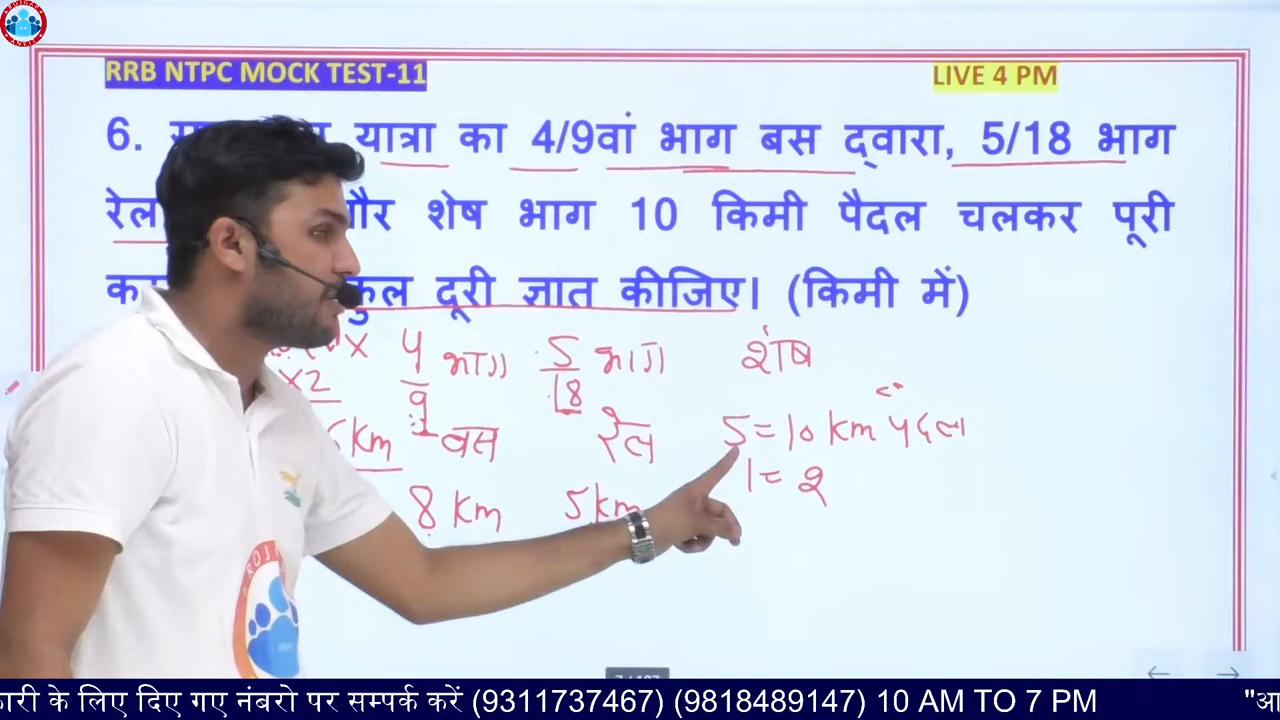 RRB NTPC MOCK TEST-11
LIVE 4 PM
6. यात्रा का 4/9वां भाग बस द्वारा, 5/18 भाग
रेल शेष भाग 10 किमी पैदल चलकर पूरी
कुल दूरी ज्ञात कीजिए। (किमी में)
x 4/9 भाग 5/18 भाग शेष
x2
km बस रेल 5=10 km पैदल
1= 2
8 km 5 km
कारी के लिए दिए गए नंबरो पर सम्पर्क करें (9311737467) (9818489147) 10 AM TO 7 PM "आ